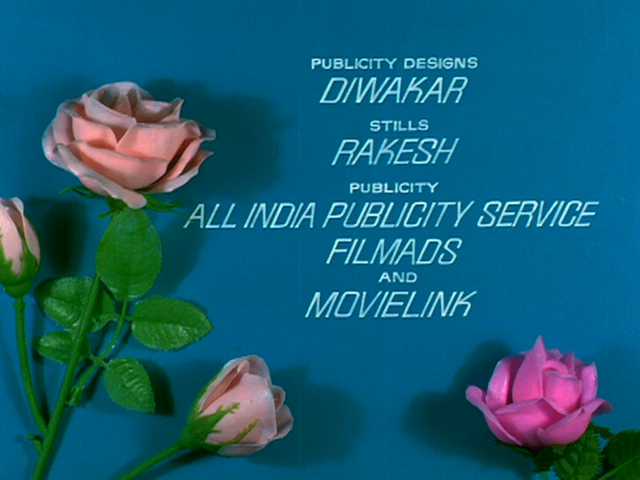 PUBLICITY DESIGNS
DIWAKAR
STILLS
RAKESH
PUBLICITY
ALL INDIA PUBLICITY SERVICE
FILMADS
AND
MOVIELINK